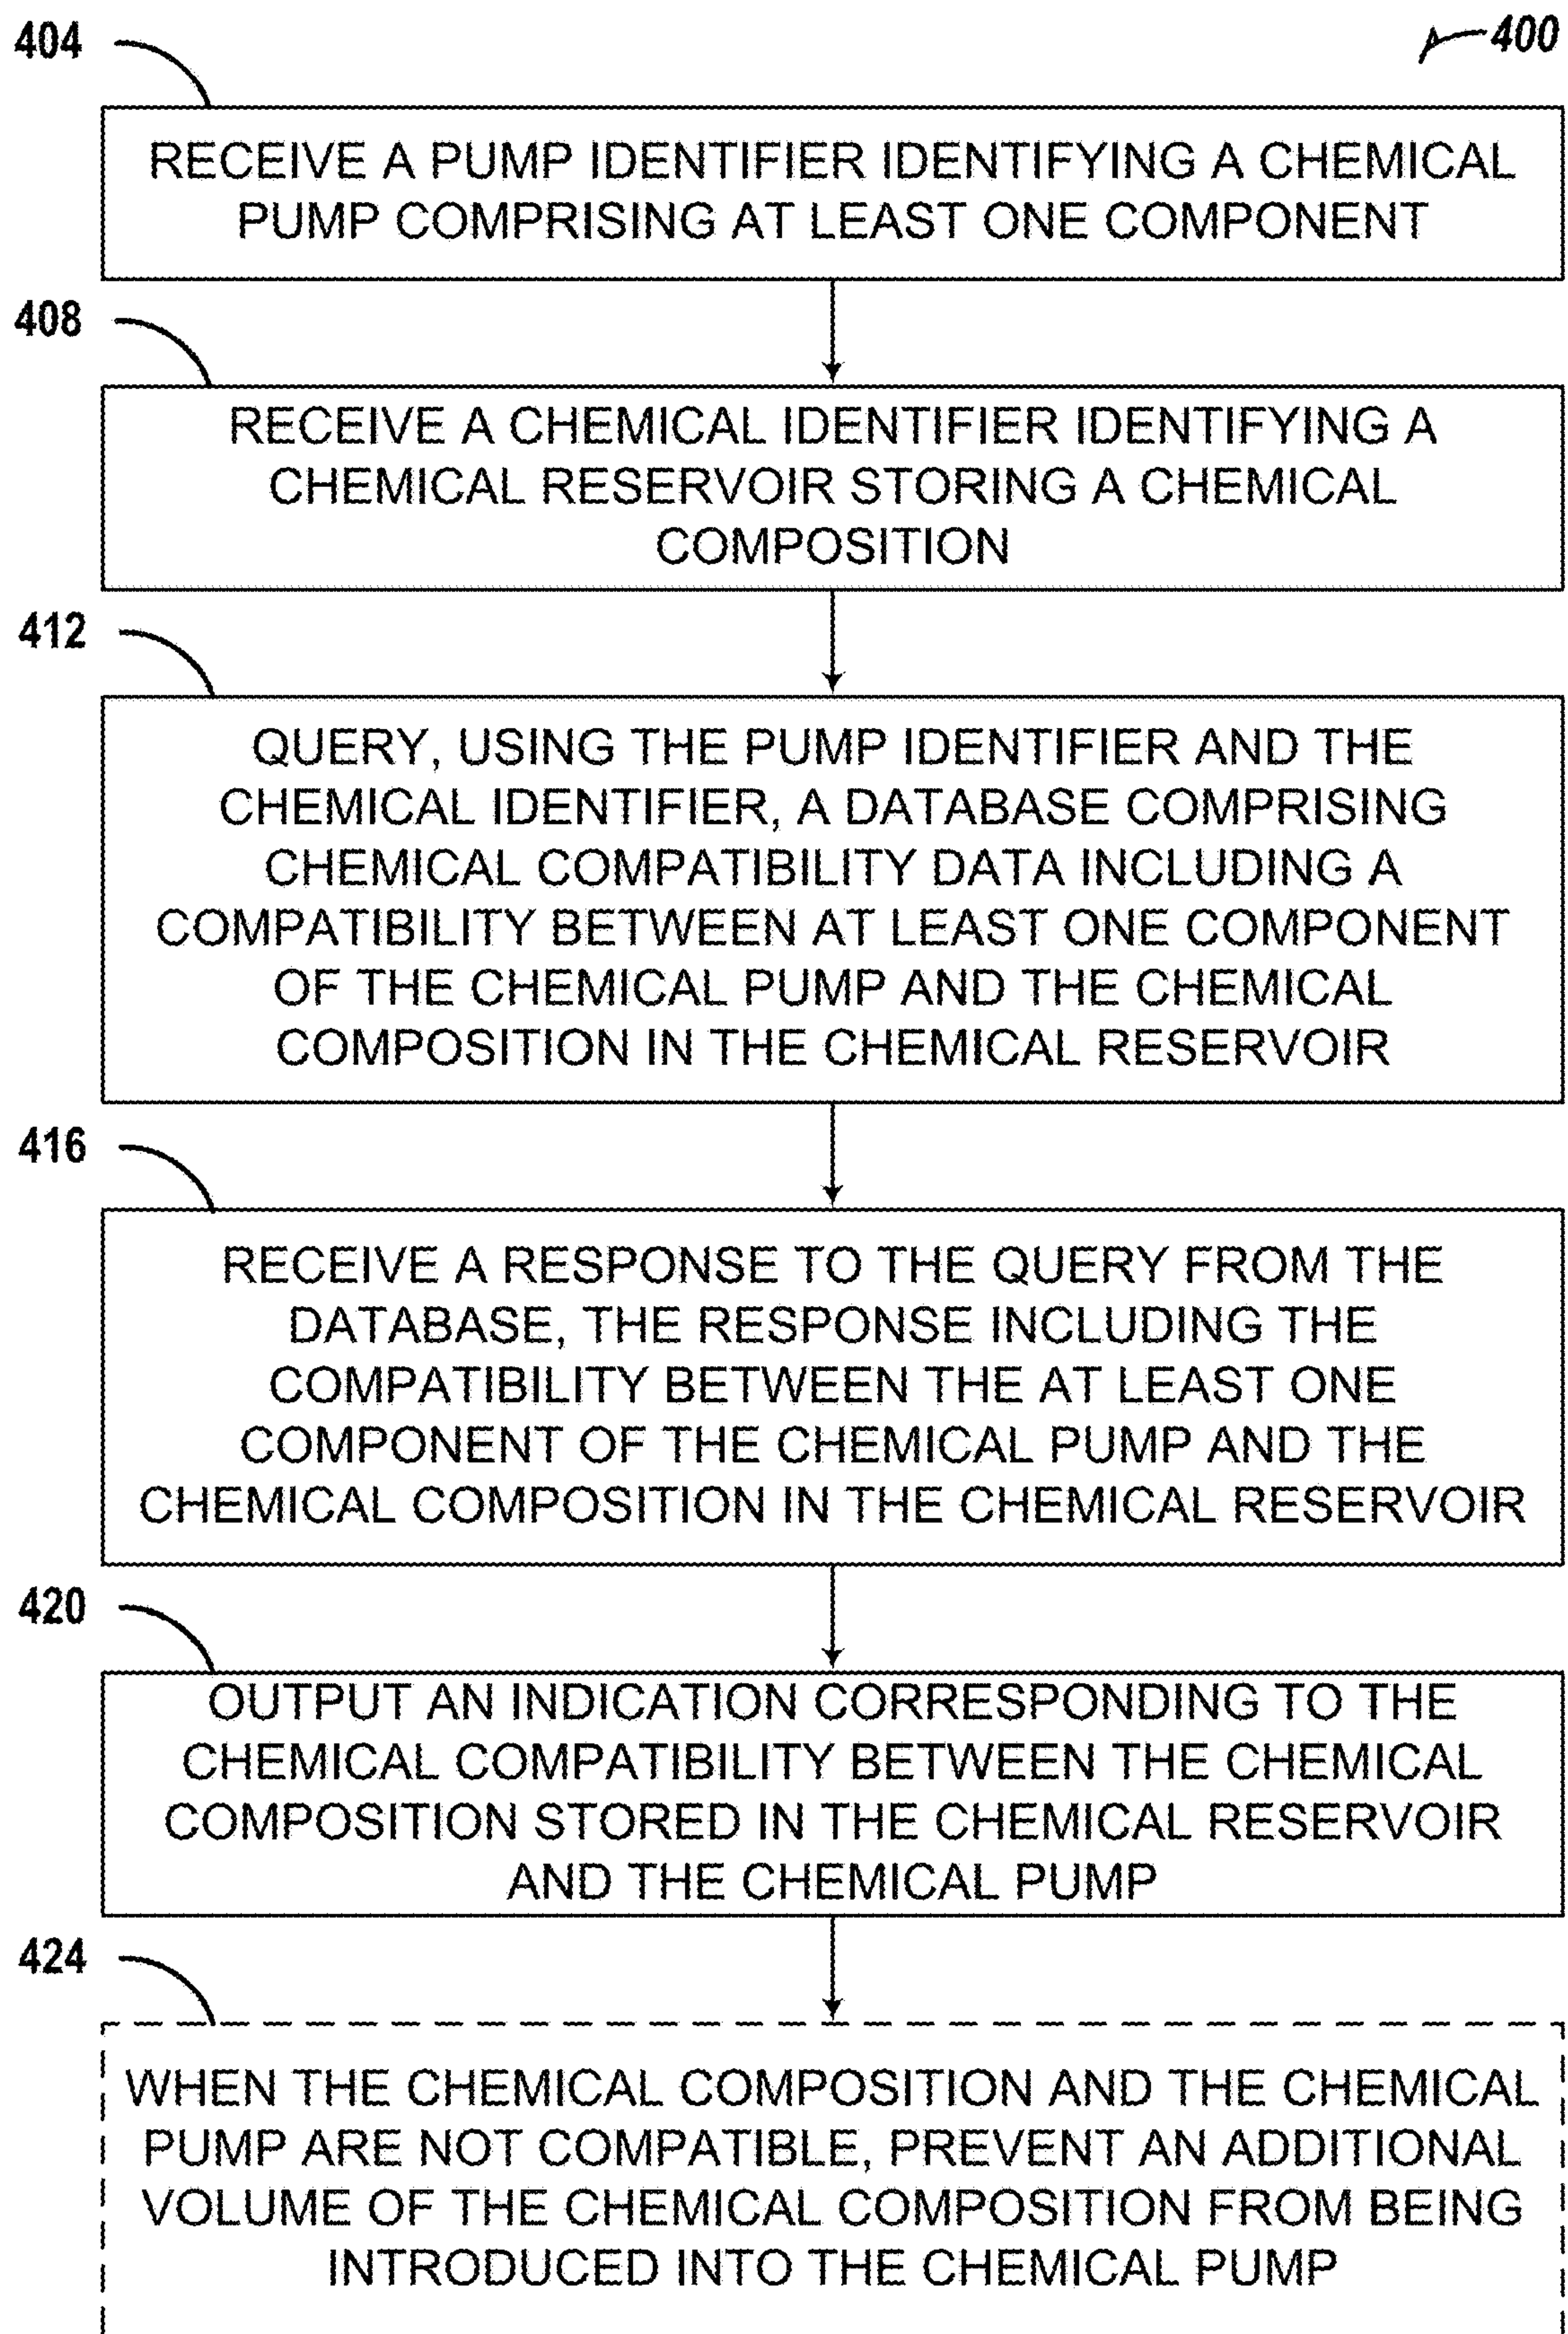 404
400
RECEIVE A PUMP IDENTIFIER IDENTIFYING A CHEMICAL
PUMP COMPRISING AT LEAST ONE COMPONENT
408
RECEIVE A CHEMICAL IDENTIFIER IDENTIFYING A
CHEMICAL RESERVOIR STORING A CHEMICAL
COMPOSITION
412
QUERY, USING THE PUMP IDENTIFIER AND THE
CHEMICAL IDENTIFIER, A DATABASE COMPRISING
CHEMICAL COMPATIBILITY DATA INCLUDING A
COMPATIBILITY BETWEEN AT LEAST ONE COMPONENT
OF THE CHEMICAL PUMP AND THE CHEMICAL
COMPOSITION IN THE CHEMICAL RESERVOIR
416
RECEIVE A RESPONSE TO THE QUERY FROM THE
DATABASE, THE RESPONSE INCLUDING THE
COMPATIBILITY BETWEEN THE AT LEAST ONE
COMPONENT OF THE CHEMICAL PUMP AND THE
CHEMICAL COMPOSITION IN THE CHEMICAL RESERVOIR
420
OUTPUT AN INDICATION CORRESPONDING TO THE
CHEMICAL COMPATIBILITY BETWEEN THE CHEMICAL
COMPOSITION STORED IN THE CHEMICAL RESERVOIR
AND THE CHEMICAL PUMP
424
WHEN THE CHEMICAL COMPOSITION AND THE CHEMICAL
PUMP ARE NOT COMPATIBLE, PREVENT AN ADDITIONAL
VOLUME OF THE CHEMICAL COMPOSITION FROM BEING
INTRODUCED INTO THE CHEMICAL PUMP